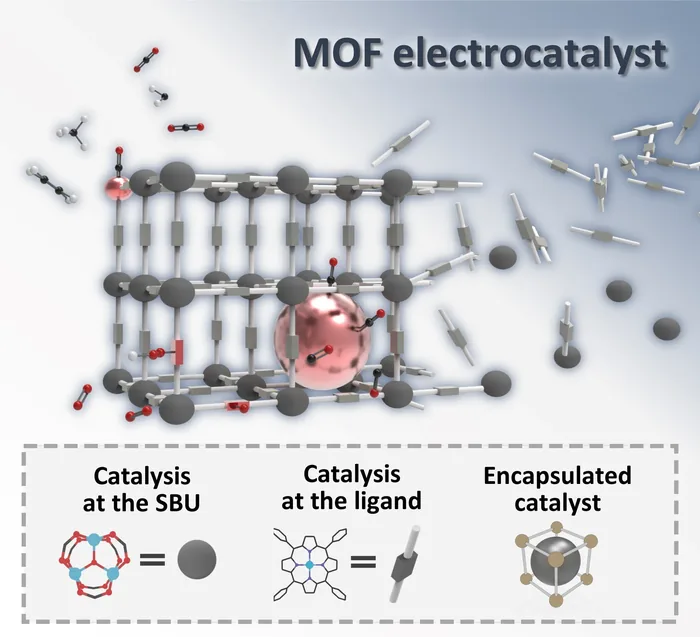 MOF electrocatalyst
Catalysis
at the SBU
=
Catalysis
at the ligand
=
Encapsulated
catalyst